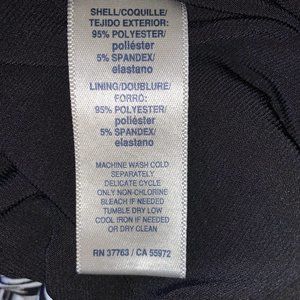 SHELL/COQUILLE/
TEJIDO EXTERIOR:
95% POLYESTER/
poliéster
5% SPANDEX/
elastano
LINING/DOUBLURE/
FORRO:
95% POLYESTER/
poliéster
5% SPANDEX/
elastano
MACHINE WASH COLD
SEPARATELY
DELICATE CYCLE
ONLY NON-CHLORINE
BLEACH IF NEEDED
TUMBLE DRY LOW
COOL IRON IF NEEDED
OR DRY CLEAN
RN 37763 / CA 55972